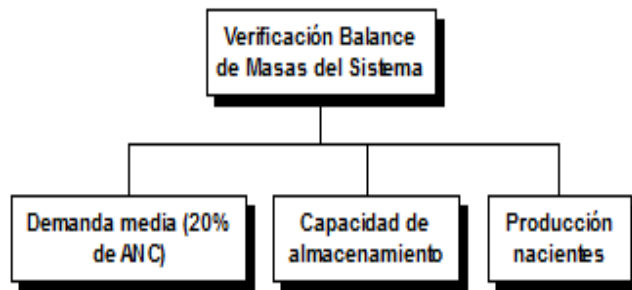 Verificación Balance
de Masas del Sistema
Demanda media (20%
de ANC)
Capacidad de
almacenamiento
Producción
nacientes